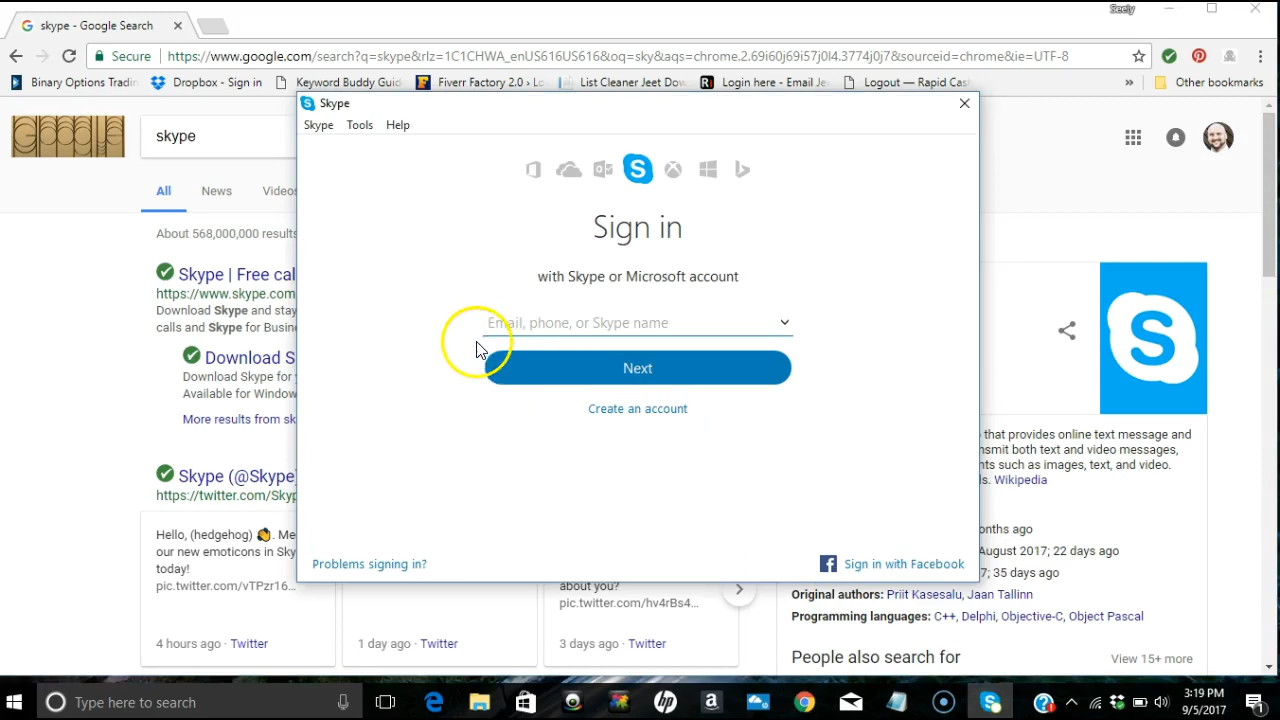 Seely
skype - Google Search
Secure
https://www.google.com/search?q=skype&rlz=1C1CHWA_enUS616US616&oq=sky&aqs=chrome.2.69i60j69i57j0l4.3774j0j7&sourceid=chrome&ie=UTF-8
Binary Options Tradin
Dropbox - Sign in
Keyword Buddy Guid
Fiverr Factory 2.0 › Lo
List Cleaner Jeet Dow
Login here - Email Je
Logout — Rapid Cas
»
Other bookmarks
Google
skype
All
News
Videos
About 568,000,000 results
Skype | Free cal
https://www.skype.com
Download Skype and stay
calls and Skype for Busine
Download S
Download Skype for y
Available for Window
More results from sk
Skype (@Skype)
https://twitter.com/Skyp
Hello, (hedgehog) . Me
our new emoticons in Sky
today!
pic.twitter.com/vTPzr16...
4 hours ago · Twitter
1 day ago · Twitter
about you?
pic.twitter.com/hv4rBs4...
3 days ago · Twitter
Skype
Skype
Tools
Help
S
Sign in
with Skype or Microsoft account
Email, phone, or Skype name
Next
Create an account
Problems signing in?
Sign in with Facebook
S
that provides online text message and
nsmit both text and video messages,
nts such as images, text, and video.
s. Wikipedia
onths ago
August 2017; 22 days ago
7; 35 days ago
Original authors: Priit Kasesalu, Jaan Tallinn
Programming languages: C++, Delphi, Objective-C, Object Pascal
People also search for
View 15+ more
Type here to search
3:19 PM
9/5/2017